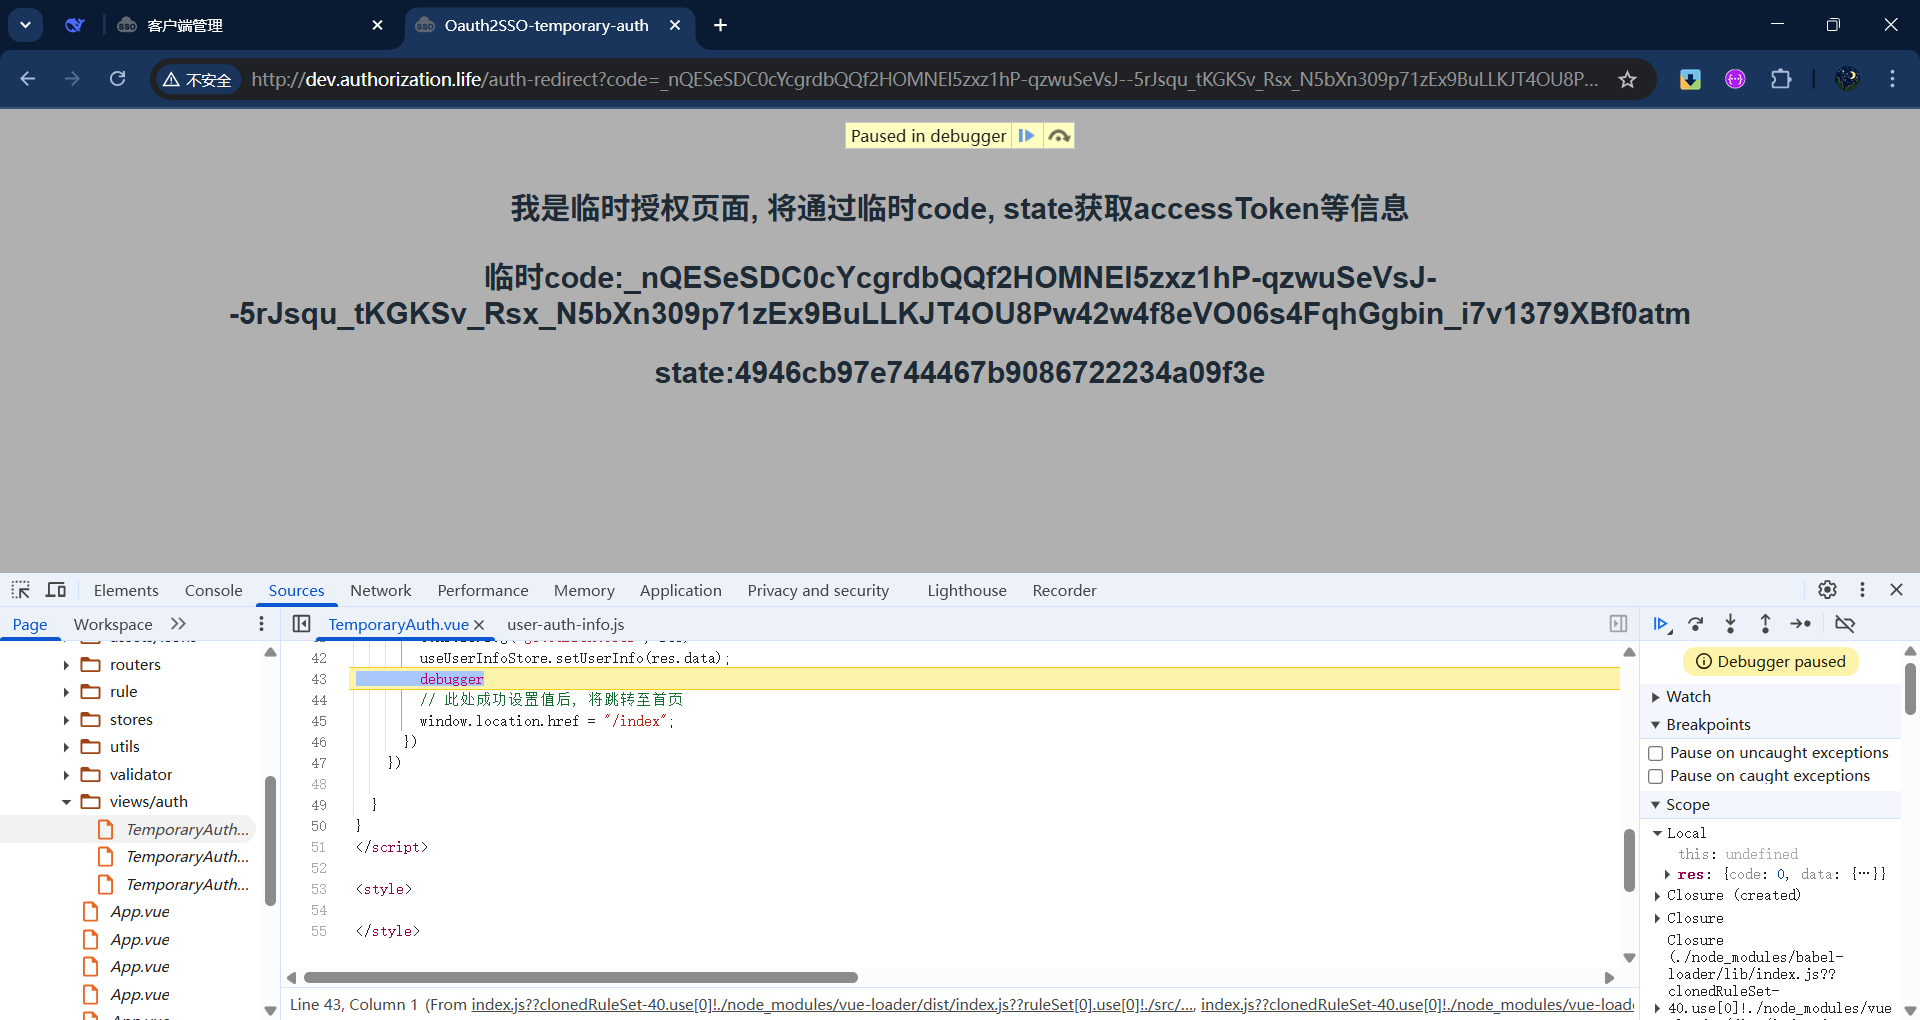 客户端管理
Oauth2SSO-temporary-auth
不安全
http://dev.authorization.life/auth-redirect?code=_nQESeSDC0cYcgrdbQQf2HOMNEl5zxz1hP-qzwuSeVsJ--5rJsqu_tKGKSv_Rsx_N5bXn309p71zEx9BuLLKJT4OU8P...
Paused in debugger
我是临时授权页面, 将通过临时code, state获取accessToken等信息
临时code:_nQESeSDC0cYcgrdbQQf2HOMNEl5zxz1hP-qzwuSeVsJ-
-5rJsqu_tKGKSv_Rsx_N5bXn309p71zEx9BuLLKJT4OU8Pw42w4f8eVO06s4FqhGgbin_i7v1379XBf0atm
state:4946cb97e744467b9086722234a09f3e
Elements Console Sources Network Performance Memory Application Privacy and security Lighthouse Recorder
Page Workspace
routers
rule
stores
utils
validator
views/auth
TemporaryAuth...
TemporaryAuth...
TemporaryAuth...
App.vue
App.vue
App.vue
App.vue
TemporaryAuth.vue user-auth-info.js
42 useUserInfoStore.setUserInfo(res.data);
43 debugger
44 // 此处成功设置值后, 将跳转至首页
45 window.location.href = "/index";
46 })
47 })
48
49 }
50 }
51 </script>
52
53 <style>
54
55 </style>
Line 43, Column 1 (From index.js??clonedRuleSet-40.use[0]!./node_modules/vue-loader/dist/index.js??ruleSet[0].use[0]!./src/...., index.js??clonedRuleSet-40.use[0]!./node_modules/vue-load
Debugger paused
Watch
Breakpoints
Pause on uncaught exceptions
Pause on caught exceptions
Scope
Local
this: undefined
res: {code: 0, data: {…}}
Closure (created)
Closure
Closure
(./node_modules/babel-
loader/lib/index.js??
clonedRuleSet-
40.use[0]!./node_modules/vue